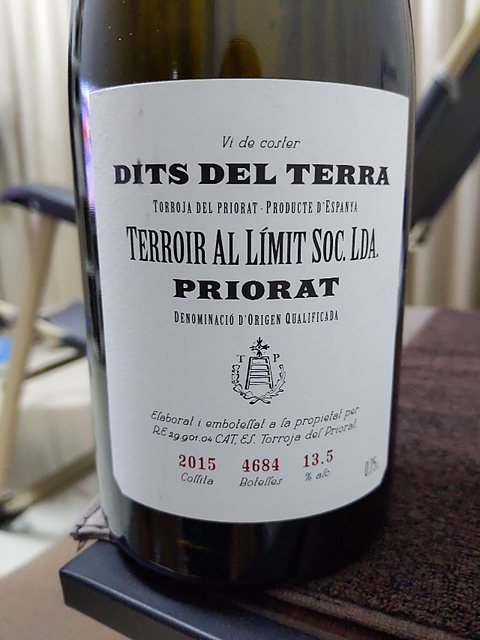 Vi de coster
DITS DEL TERRA
TORROJA DEL PRIORAT - PRODUCTE D'ESPANYA
TERROIR AL LÍMIT SOC. LDA.
PRIORAT
DENOMINACIÓ D'ORIGEN QUALIFICADA
T P
Elaborat i embotellat a la propietat per
R.E 29.901.04 CAT, ES. Torroja del Priorat.
2015 4684 13.5
Collita Botelles % alc. 0,75L